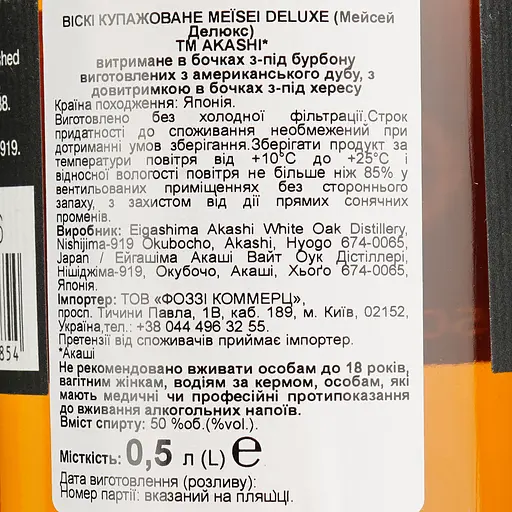 ВІСКІ КУПАЖОВАНЕ МЕЇSEI DELUXE (Мейсей
Делюкс)
ТМ AKASHI*
витримане в бочках з-під бурбону
виготовлених з американського дубу, з
довитримкою в бочках з-під хересу
Країна походження: Японія.
Виготовлено без холодної фільтрації.Строк
придатності до споживання необмежений при
дотриманні умов зберігання.Зберігати продукт за
температури повітря від +10°С до +25°С і
відносної вологості повітря не більше ніж 85% у
вентильованих приміщеннях без стороннього
запаху, з захистом від дії прямих сонячних
променів.
Виробник: Eigashima Akashi White Oak Distillery,
Nishijima-919 Okubocho, Akashi, Hyogo 674-0065,
Japan / Ейгашіма Акаші Вайт Оук Дістіллері,
Нішіджіма-919, Окубочо, Акаші, Хьоґо 674-0065,
Японія.
Імпортер: ТОВ «ФОЗЗІ КОММЕРЦ»,
просп. Тичини Павла, 1В, каб. 189, м. Київ, 02152,
Україна,тел.: +38 044 496 32 55.
Претензії від споживачів приймає імпортер.
*Акаші
Не рекомендовано вживати особам до 18 років,
вагітним жінкам, водіям за кермом, особам, які
мають медичні чи професійні протипоказання
до вживання алкогольних напоїв.
Вміст спирту: 50 %об.(%vol.).
Місткість: 0,5 л (L) e
Дата виготовлення (розливу):
Номер партії: вказаний на пляшці.
919.
854